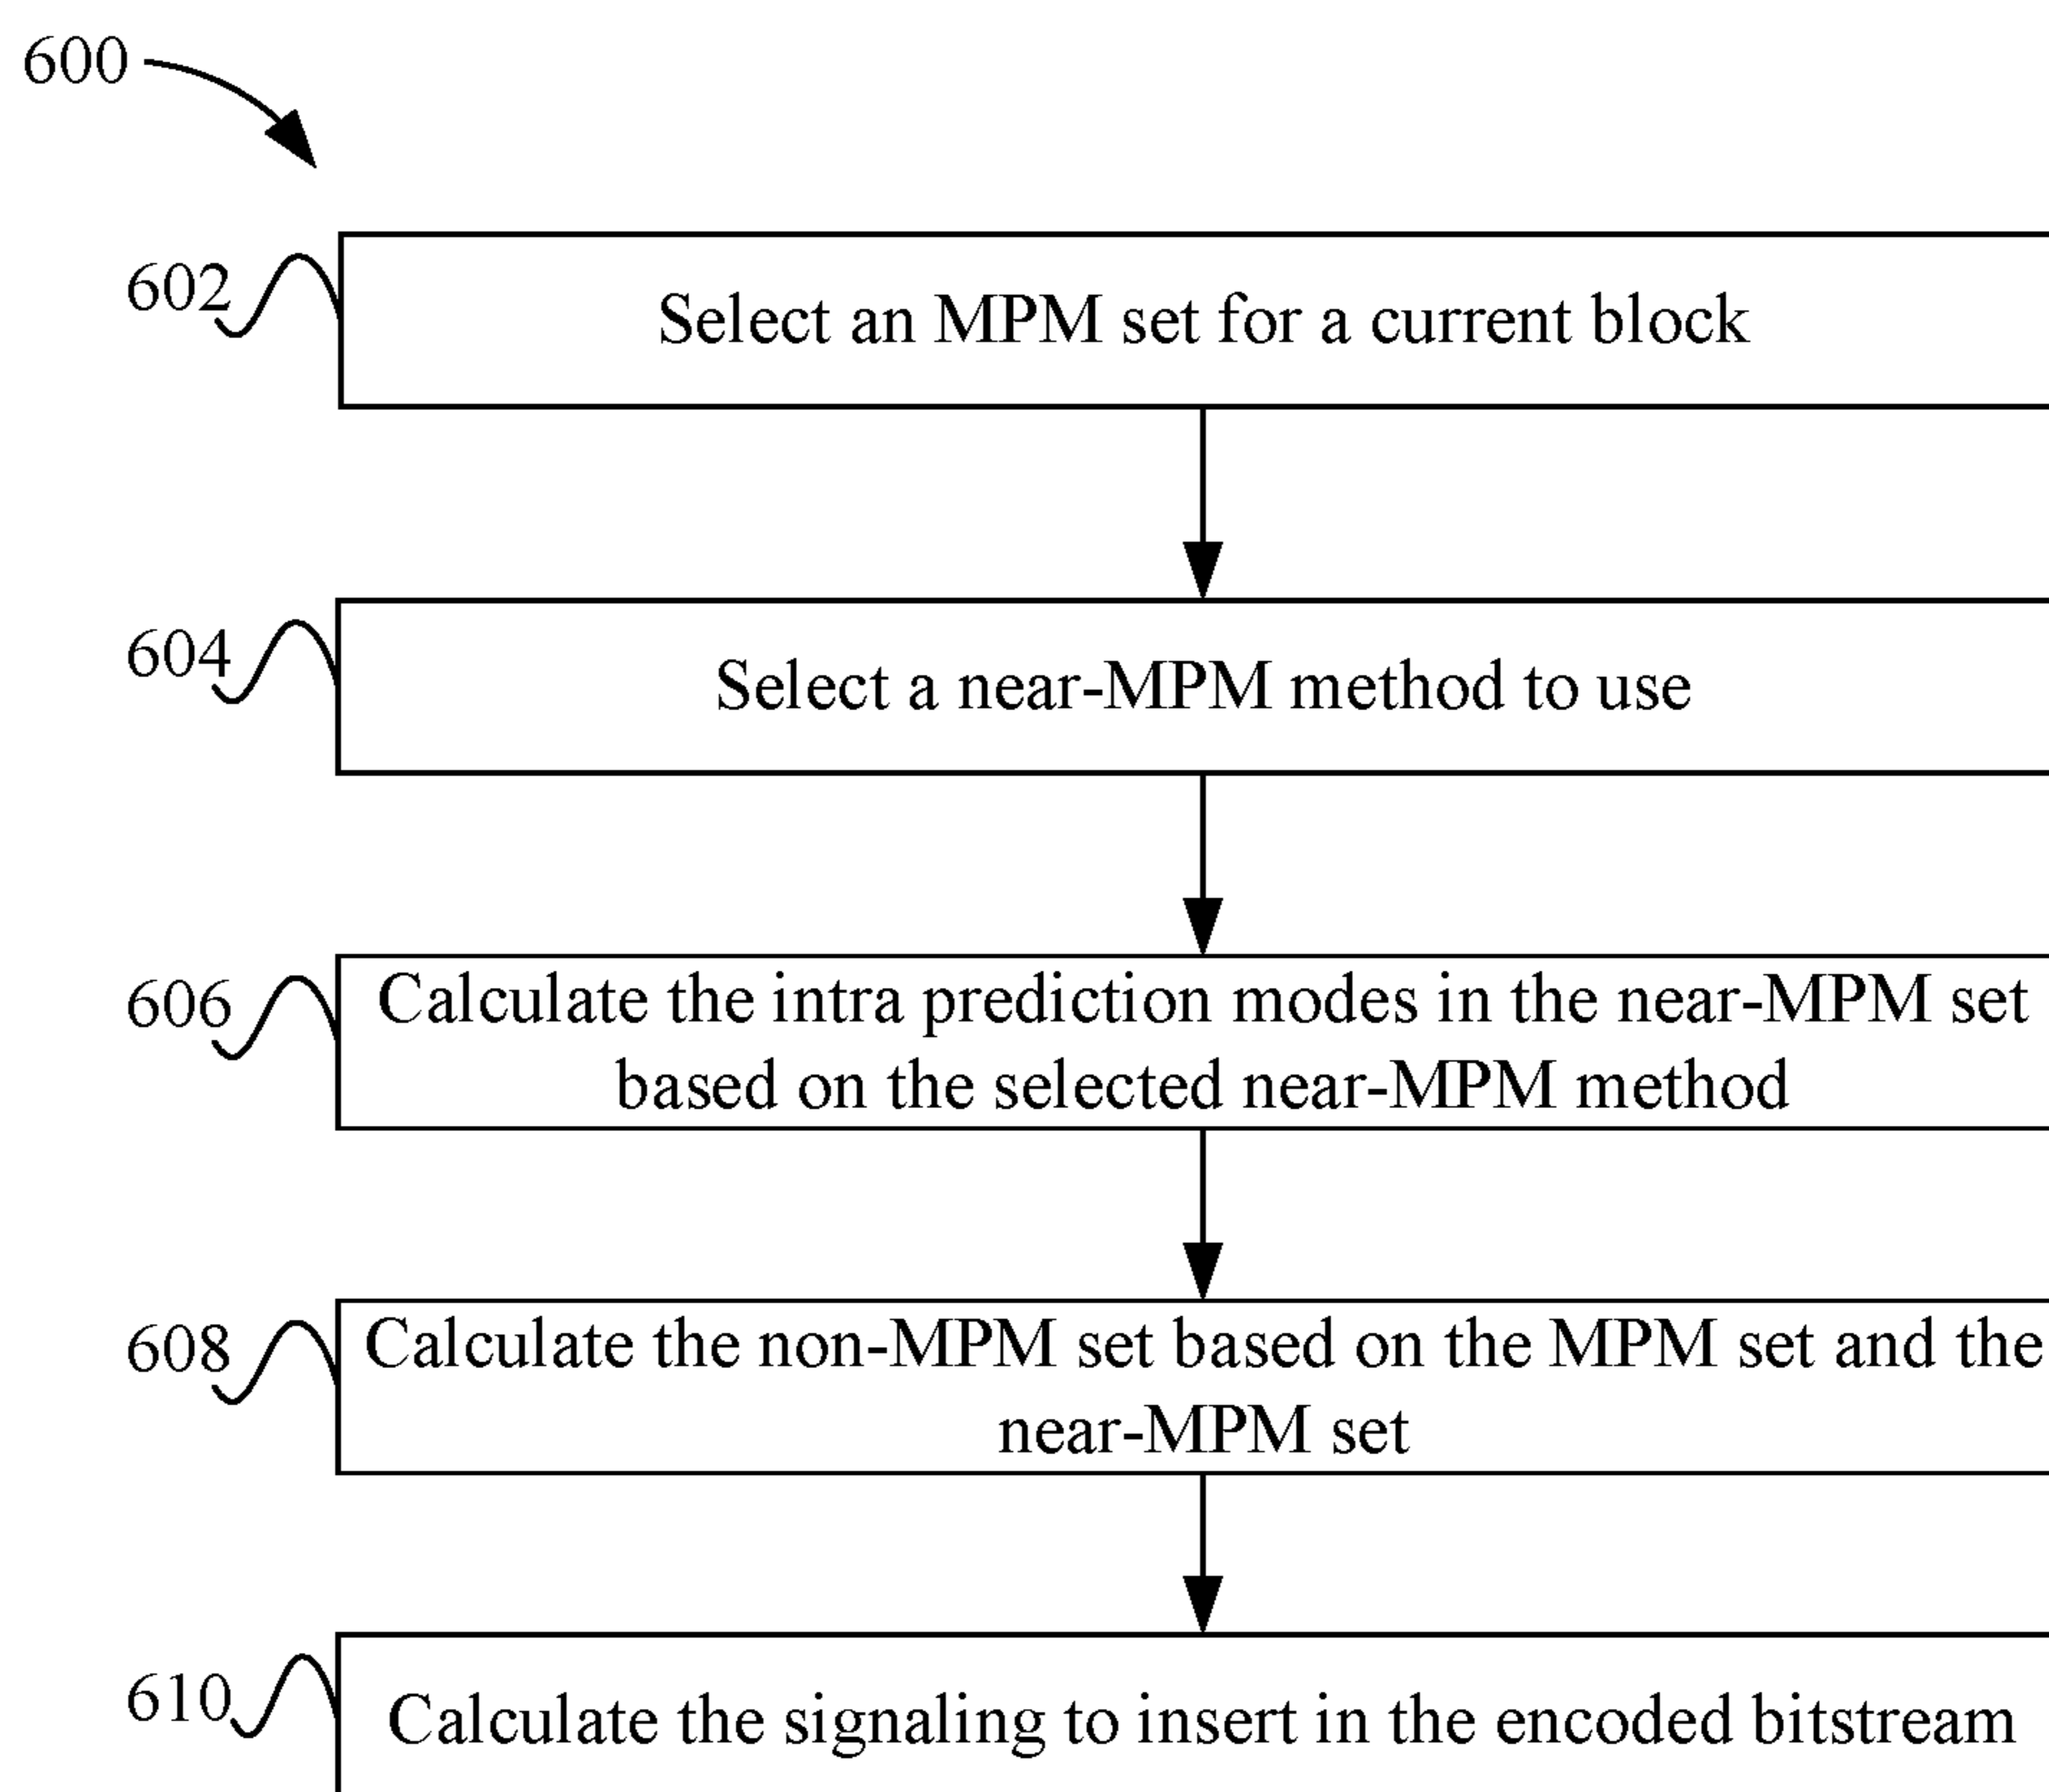 600
602
Select an MPM set for a current block
604
Select a near-MPM method to use
606
Calculate the intra prediction modes in the near-MPM set
based on the selected near-MPM method
608
Calculate the non-MPM set based on the MPM set and the
near-MPM set
610
Calculate the signaling to insert in the encoded bitstream